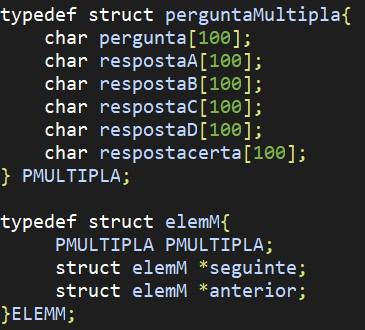 typedef struct perguntaMultipla{
    char pergunta[100];
    char respostaA[100];
    char respostaB[100];
    char respostaC[100];
    char respostaD[100];
    char respostacerta[100];
} PMULTIPLA;

typedef struct elemM{
     PMULTIPLA PMULTIPLA;
     struct elemM *seguinte;
     struct elemM *anterior;
}ELEMM;